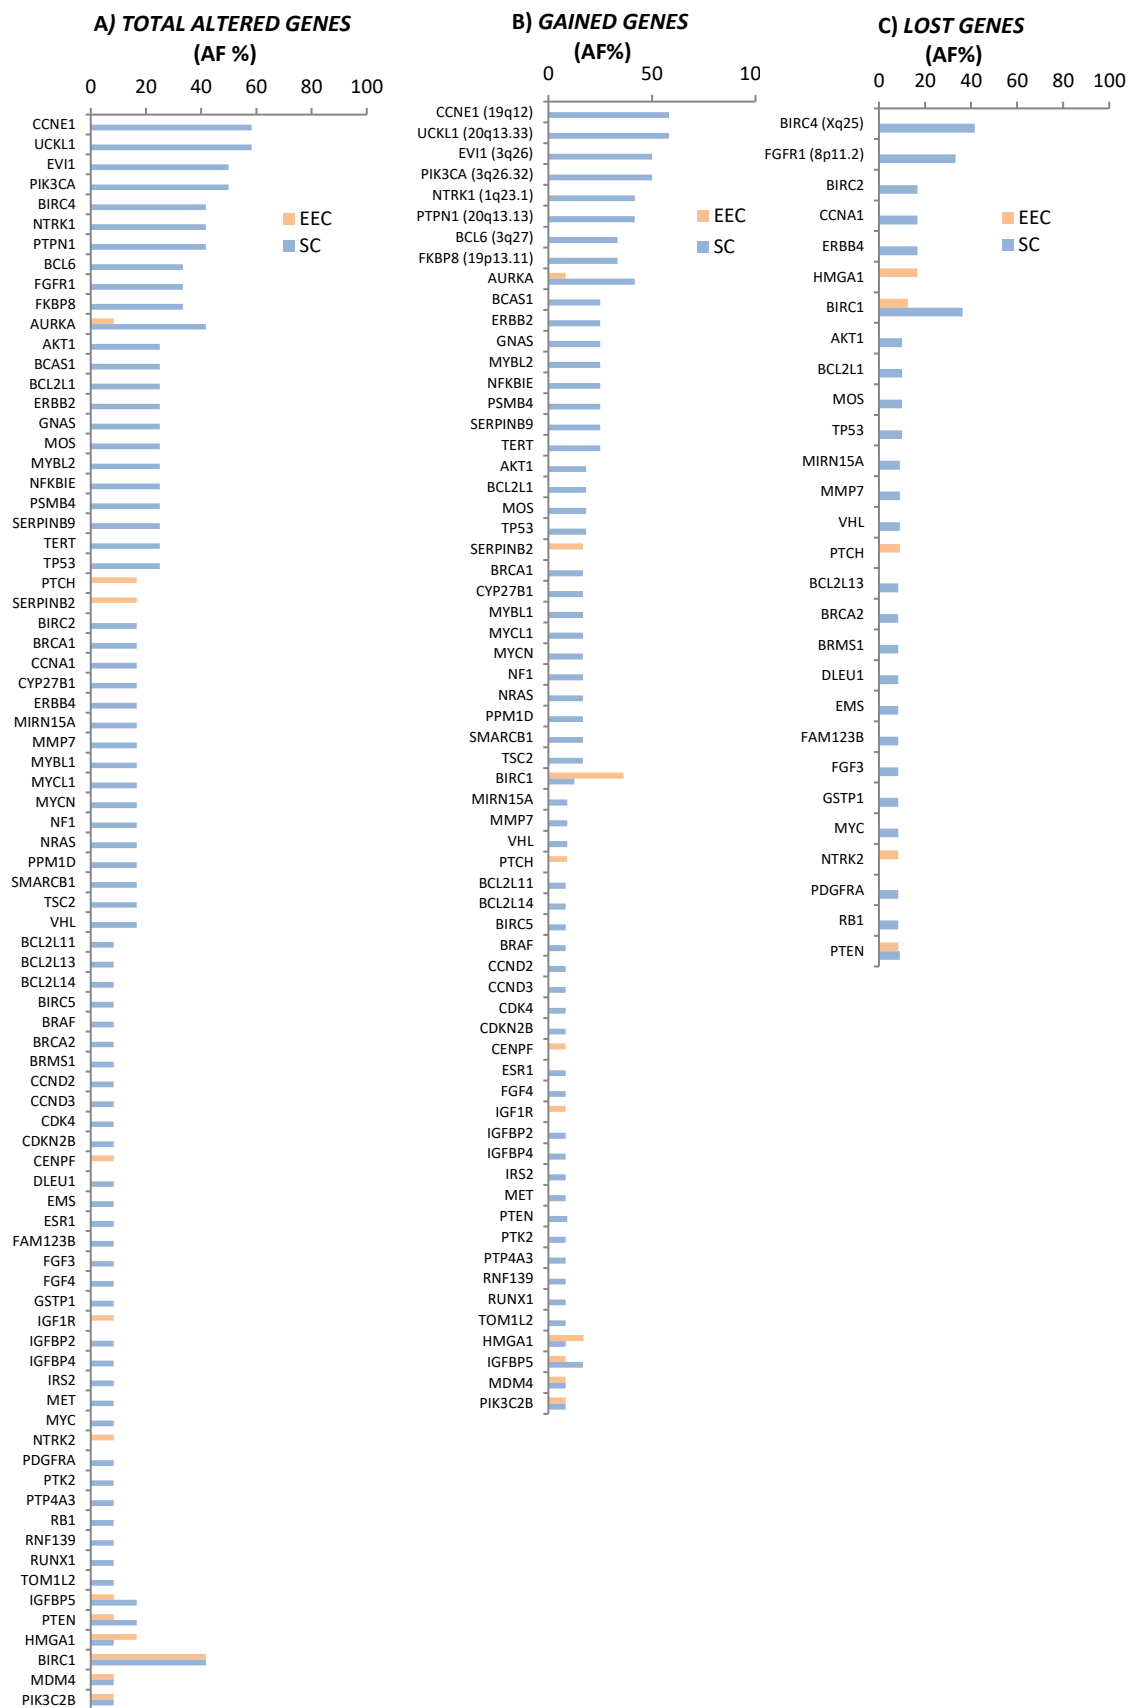 A) TOTAL ALTERED GENES
(AF %)
0 20 40 60 80 100
CCNE1
UCKL1
EVI1
PIK3CA
BIRC4
NTRK1
PTPN1
BCL6
FGFR1
FKBP8
AURKA
AKT1
BCAS1
BCL2L1
ERBB2
GNAS
MOS
MYBL2
NFKBIE
PSMB4
SERPINB9
TERT
TP53
PTCH
SERPINB2
BIRC2
BRCA1
CCNA1
CYP27B1
ERBB4
MIRN15A
MMP7
MYBL1
MYCL1
MYCN
NF1
NRAS
PPM1D
SMARCB1
TSC2
VHL
BCL2L11
BCL2L13
BCL2L14
BIRC5
BRAF
BRCA2
BRMS1
CCND2
CCND3
CDK4
CDKN2B
CENPF
DLEU1
EMS
ESR1
FAM123B
FGF3
FGF4
GSTP1
IGF1R
IGFBP2
IGFBP4
IRS2
MET
MYC
NTRK2
PDGFRA
PTK2
PTP4A3
RB1
RNF139
RUNX1
TOM1L2
IGFBP5
PTEN
HMGA1
BIRC1
MDM4
PIK3C2B
EEC
SC
B) GAINED GENES
(AF%)
0 50 10
CCNE1 (19q12)
UCKL1 (20q13.33)
EVI1 (3q26)
PIK3CA (3q26.32)
NTRK1 (1q23.1)
PTPN1 (20q13.13)
BCL6 (3q27)
FKBP8 (19p13.11)
AURKA
BCAS1
ERBB2
GNAS
MYBL2
NFKBIE
PSMB4
SERPINB9
TERT
AKT1
BCL2L1
MOS
TP53
SERPINB2
BRCA1
CYP27B1
MYBL1
MYCL1
MYCN
NF1
NRAS
PPM1D
SMARCB1
TSC2
BIRC1
MIRN15A
MMP7
VHL
PTCH
BCL2L11
BCL2L14
BIRC5
BRAF
CCND2
CCND3
CDK4
CDKN2B
CENPF
ESR1
FGF4
IGF1R
IGFBP2
IGFBP4
IRS2
MET
PTEN
PTK2
PTP4A3
RNF139
RUNX1
TOM1L2
HMGA1
IGFBP5
MDM4
PIK3C2B
EEC
SC
C) LOST GENES
(AF%)
0 20 40 60 80 100
BIRC4 (Xq25)
FGFR1 (8p11.2)
BIRC2
CCNA1
ERBB4
HMGA1
BIRC1
AKT1
BCL2L1
MOS
TP53
MIRN15A
MMP7
VHL
PTCH
BCL2L13
BRCA2
BRMS1
DLEU1
EMS
FAM123B
FGF3
GSTP1
MYC
NTRK2
PDGFRA
RB1
PTEN
EEC
SC